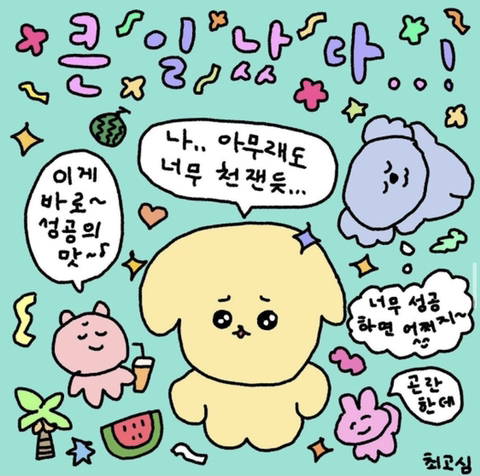 큰일났다..!
나.. 아무래도
너무 천잰듯...
이게
바로~
성공의
맛~♪
너무 성공
하면 어쩌지~
곤란
한데
최고심